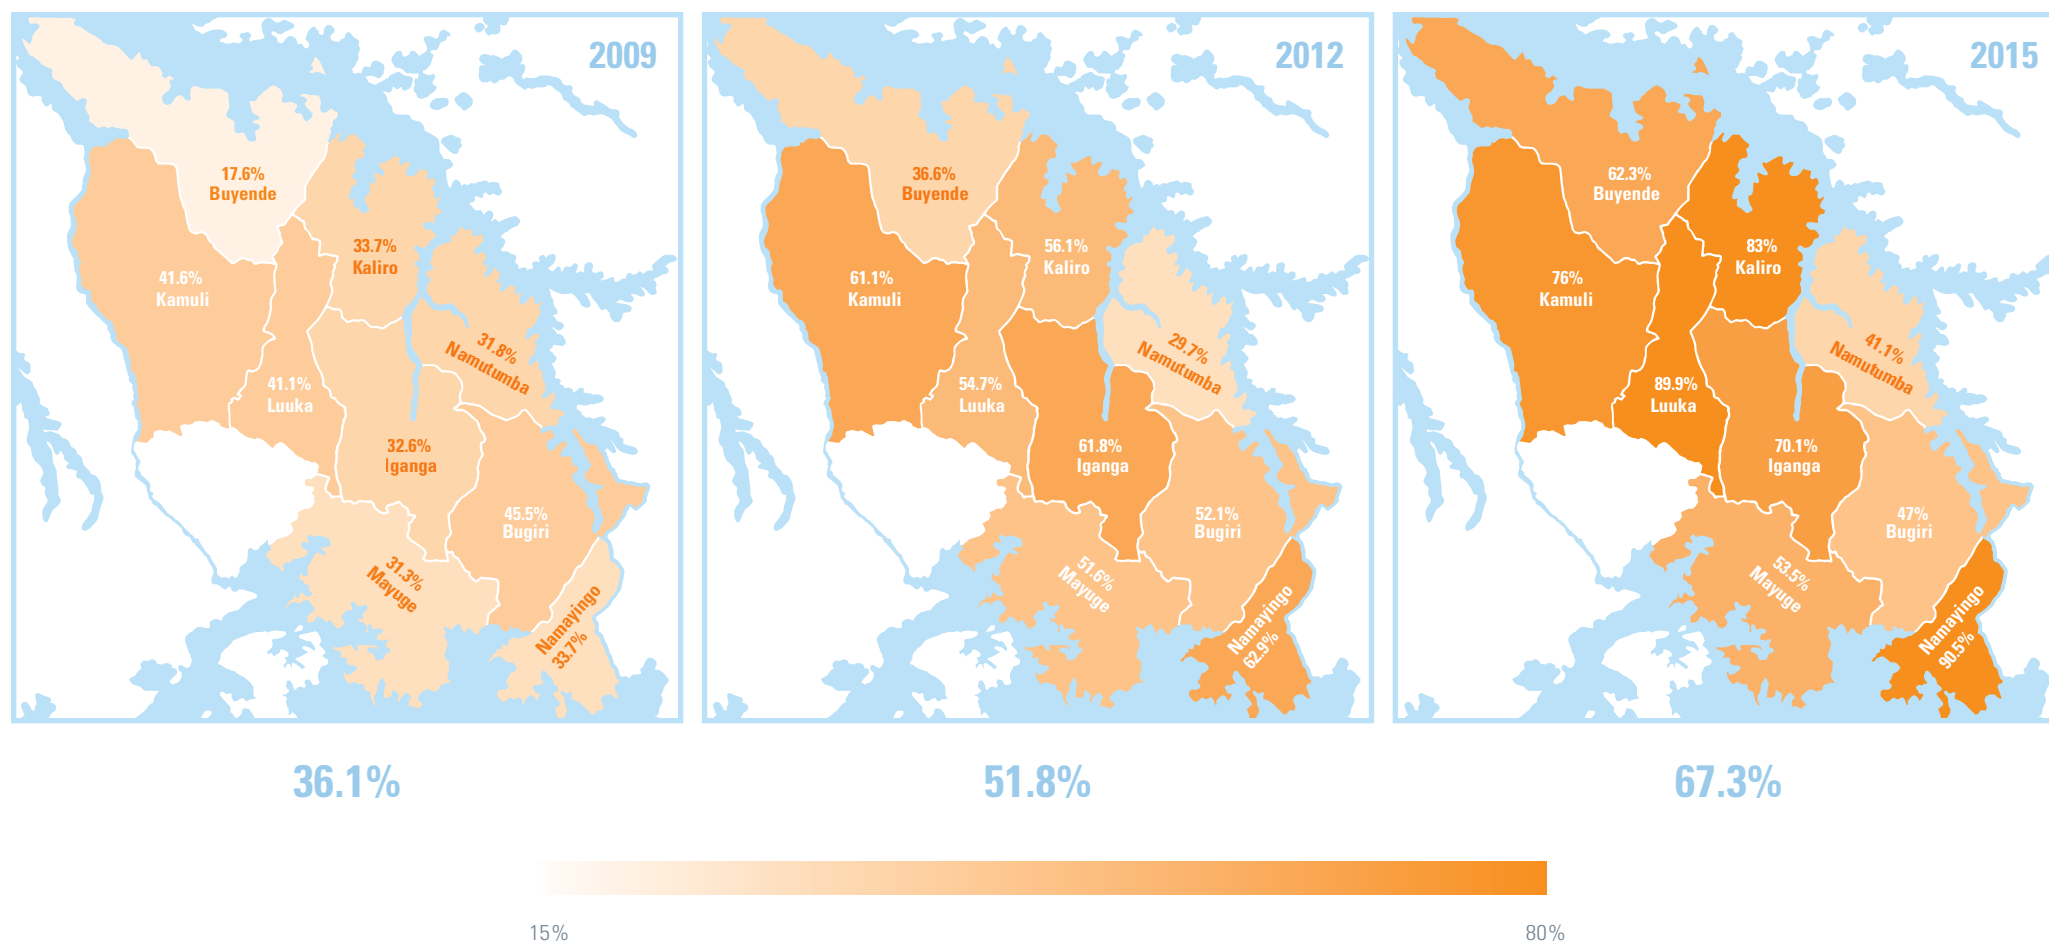 2009
17.6%
Buyende
33.7%
Kaliro
41.6%
Kamuli
31.8%
Namutumba
41.1%
Luuka
32.6%
Iganga
45.5%
Bugiri
31.3%
Mayuge
Namayingo
33.7%
36.1%
2012
36.6%
Buyende
56.1%
Kaliro
61.1%
Kamuli
29.7%
Namutumba
54.7%
Luuka
61.8%
Iganga
52.1%
Bugiri
51.6%
Mayuge
Namayingo
62.9%
51.8%
2015
62.3%
Buyende
83%
Kaliro
76%
Kamuli
41.1%
Namutumba
89.9%
Luuka
70.1%
Iganga
47%
Bugiri
53.5%
Mayuge
Namayingo
90.5%
67.3%
15%
80%